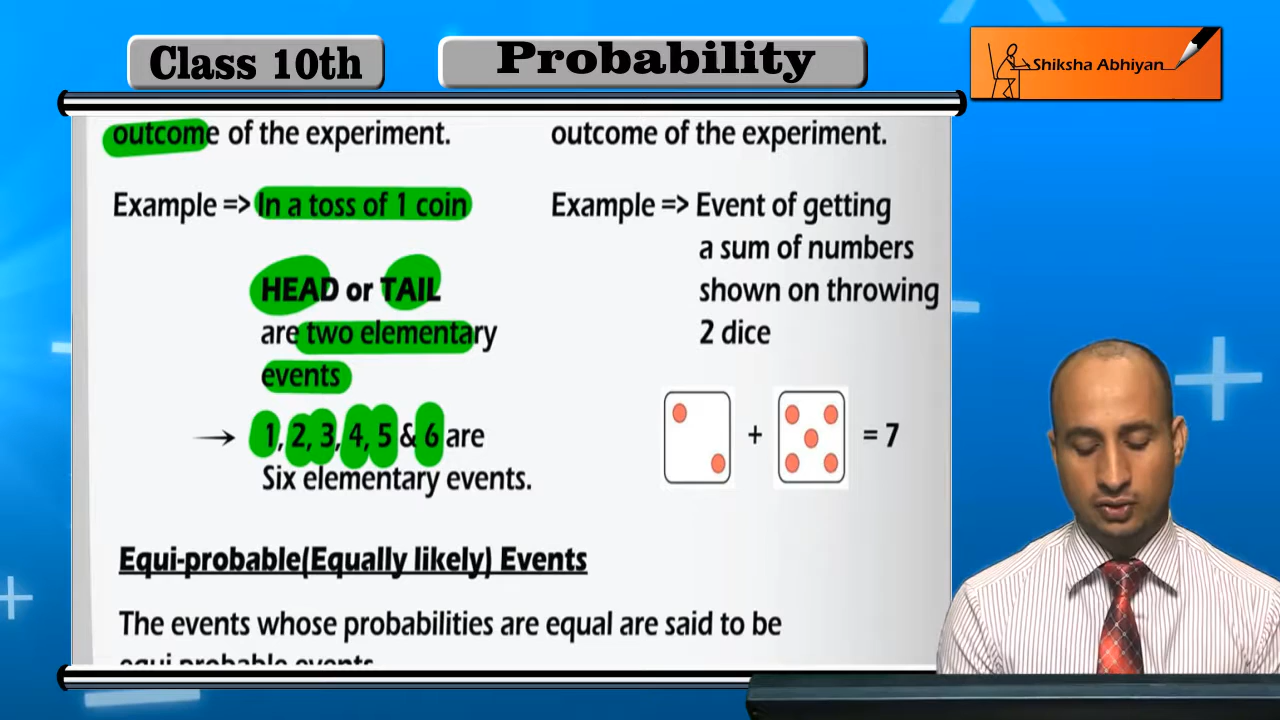 Class 10th
Probability
Shiksha Abhiyan
outcome of the experiment.
Example => In a toss of 1 coin
HEAD or TAIL
are two elementary
events
→ 1, 2, 3, 4, 5 & 6 are
Six elementary events.
outcome of the experiment.
Example => Event of getting
a sum of numbers
shown on throwing
2 dice
+ = 7
Equi-probable(Equally likely) Events
The events whose probabilities are equal are said to be
equi probable events